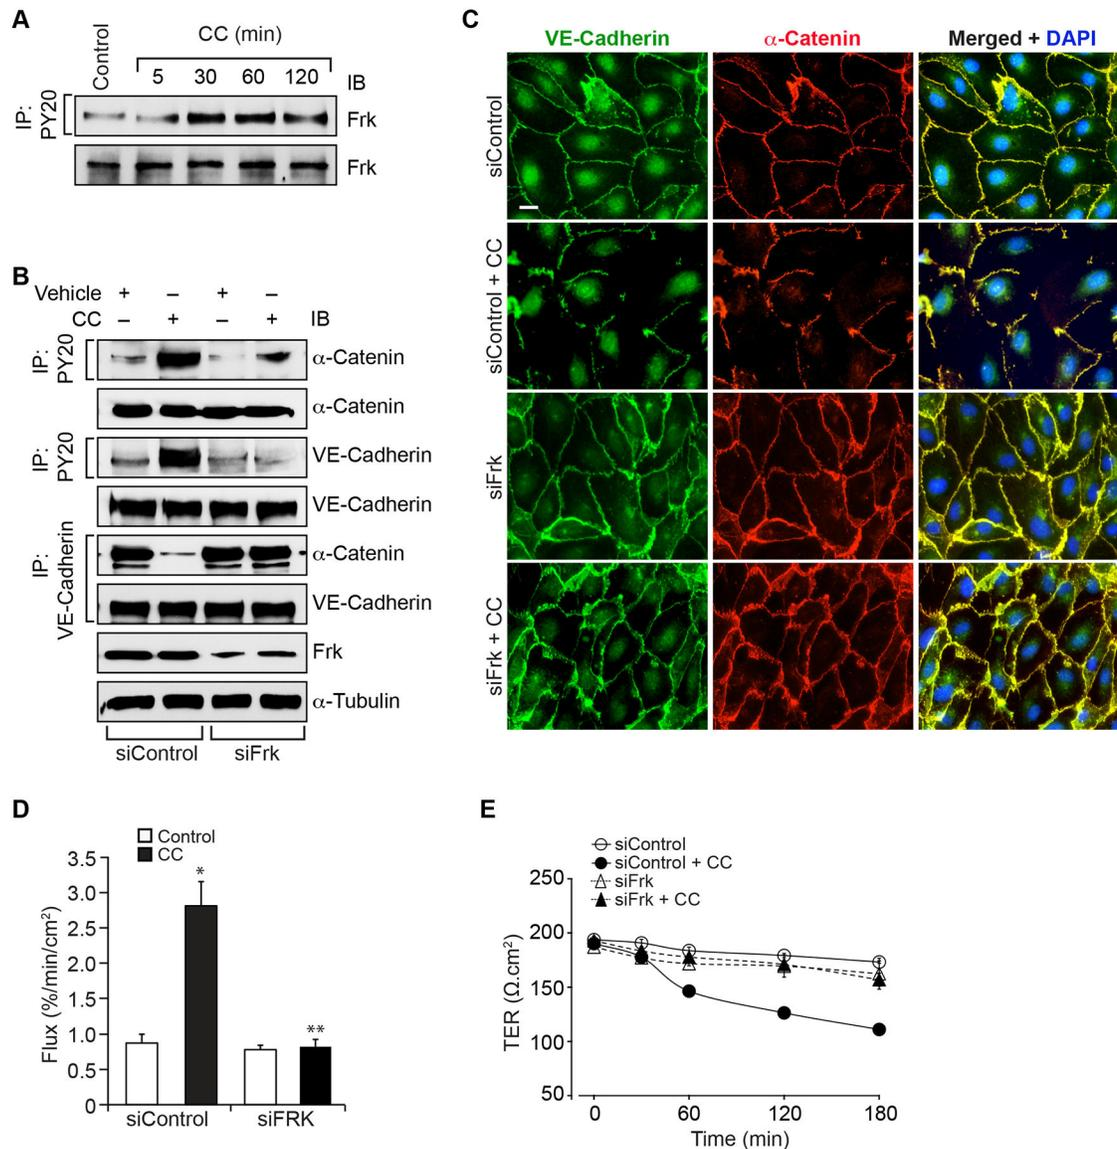 A
Control
CC (min)
5 30 60 120 IB
IP:
PY20
Frk
Frk
B
Vehicle + – + –
CC – + – + IB
IP:
PY20
α-Catenin
α-Catenin
IP:
PY20
VE-Cadherin
VE-Cadherin
IP:
VE-Cadherin
α-Catenin
VE-Cadherin
Frk
α-Tubulin
siControl siFrk
C
VE-Cadherin α-Catenin Merged + DAPI
siControl
siControl + CC
siFrk
siFrk + CC
D
Control
CC
Flux (%/min/cm²)
3.5
3.0
2.5
2.0
1.5
1.0
0.5
0
*
**
siControl siFRK
E
siControl
siControl + CC
siFrk
siFrk + CC
TER (Ω.cm²)
250
200
150
100
50
0 60 120 180
Time (min)